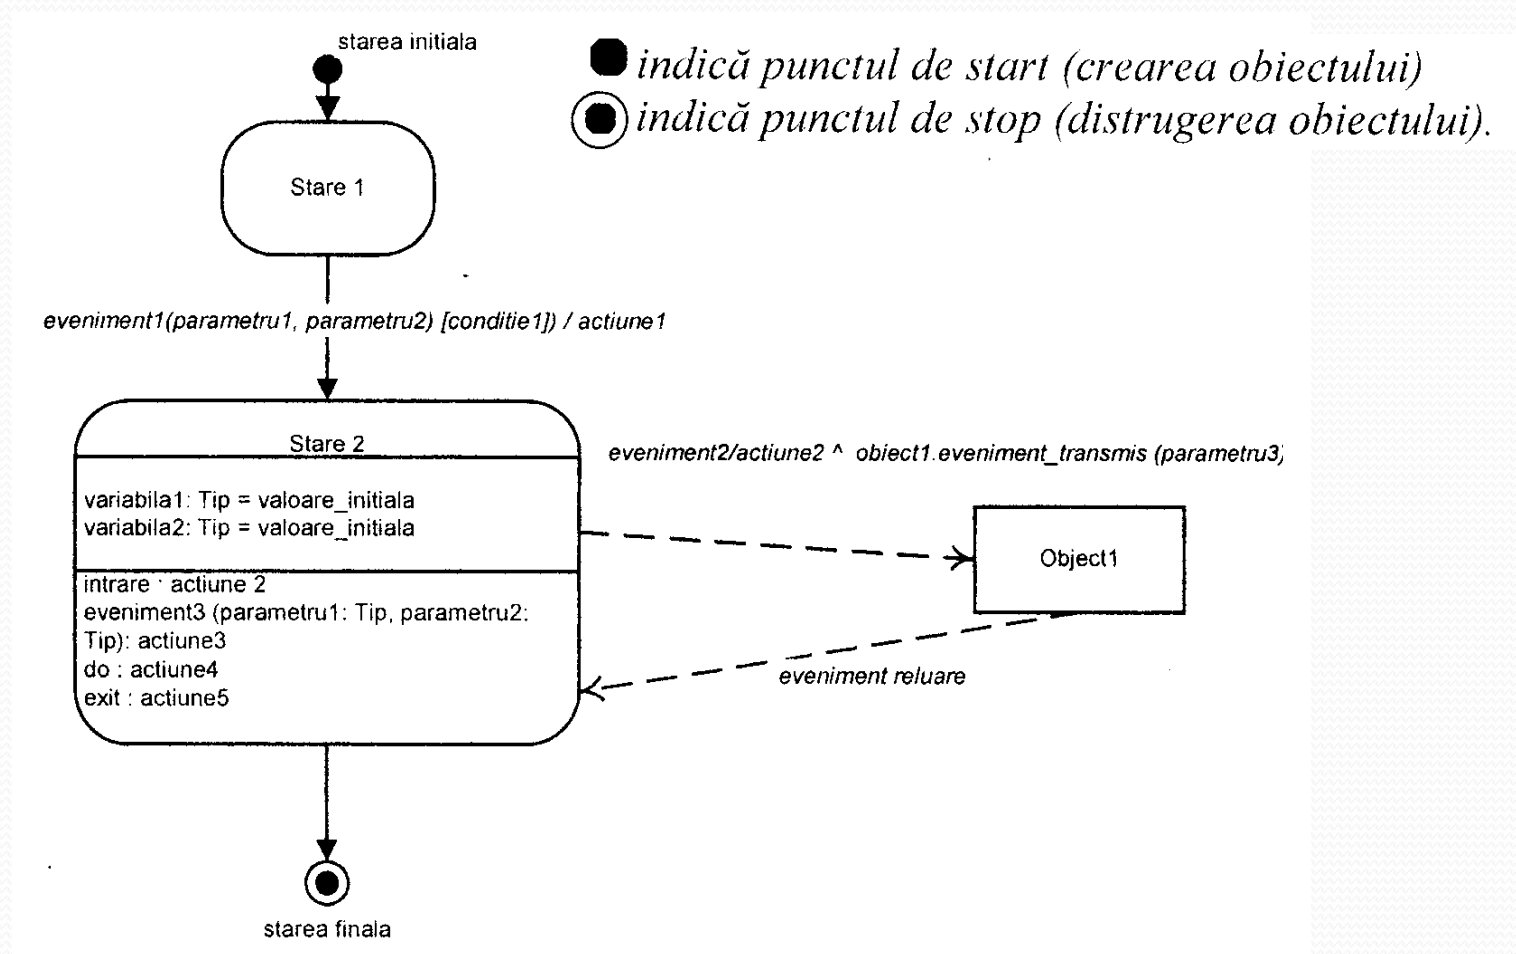 starea initiala
indică punctul de start (crearea obiectului)
indică punctul de stop (distrugerea obiectului).
Stare 1
eveniment1(parametru1, parametru2) [conditie1]) / actiune1
Stare 2
eveniment2/actiune2 ^ obiect1.eveniment_transmis (parametru3)
variabila1: Tip = valoare_initiala
variabila2: Tip = valoare_initiala
Object1
intrare : actiune 2
eveniment3 (parametru1: Tip, parametru2:
Tip): actiune3
do : actiune4
exit : actiune5
eveniment reluare
starea finala